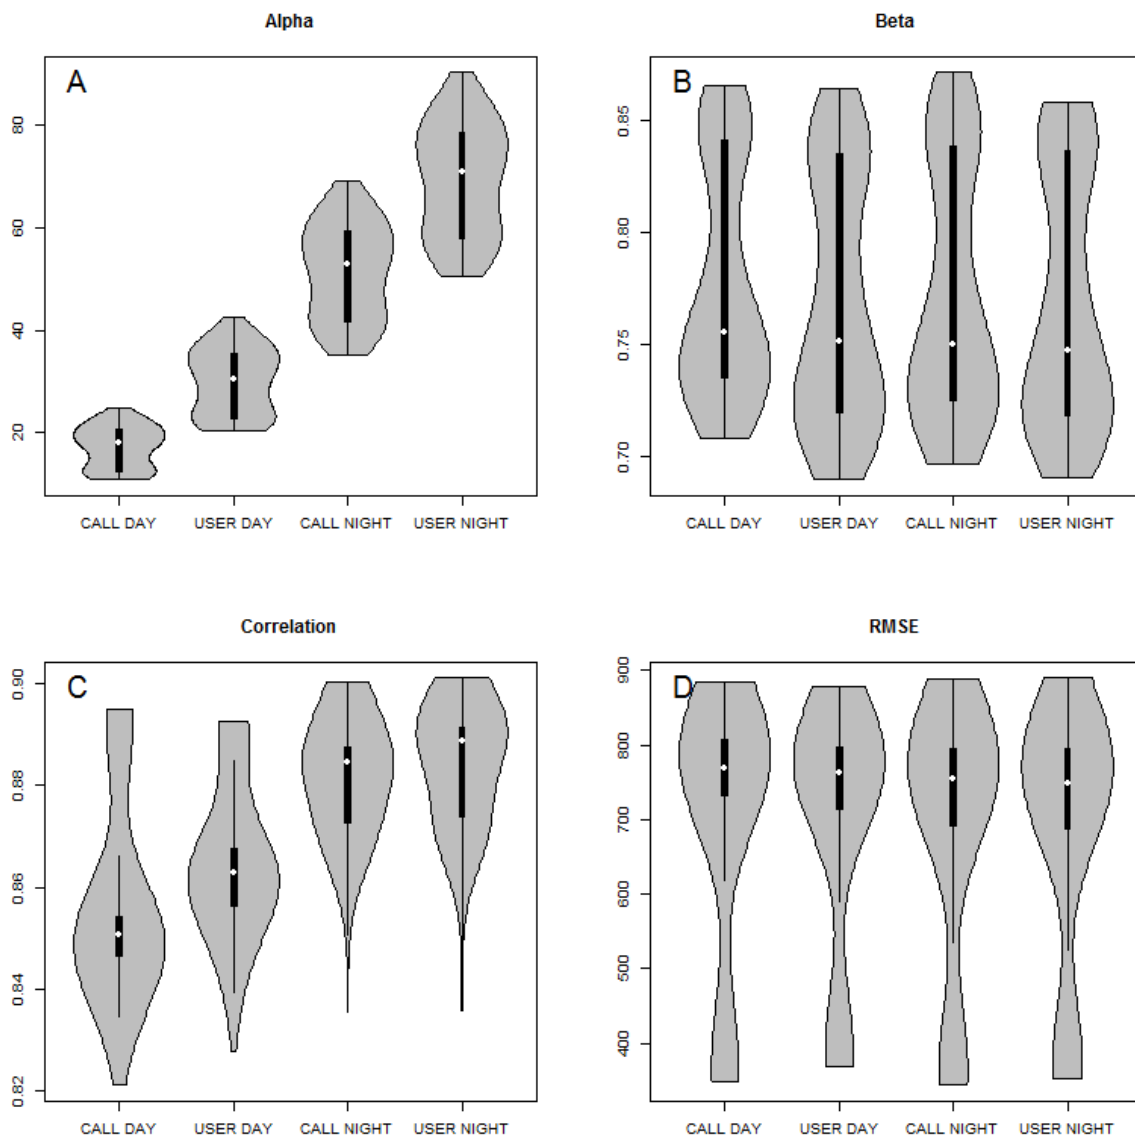 Alpha
A
80
60
40
20
CALL DAY USER DAY CALL NIGHT USER NIGHT
Beta
B
0.85
0.80
0.75
0.70
CALL DAY USER DAY CALL NIGHT USER NIGHT
Correlation
C
0.90
0.88
0.86
0.84
0.82
CALL DAY USER DAY CALL NIGHT USER NIGHT
RMSE
D
900
800
700
600
500
400
CALL DAY USER DAY CALL NIGHT USER NIGHT